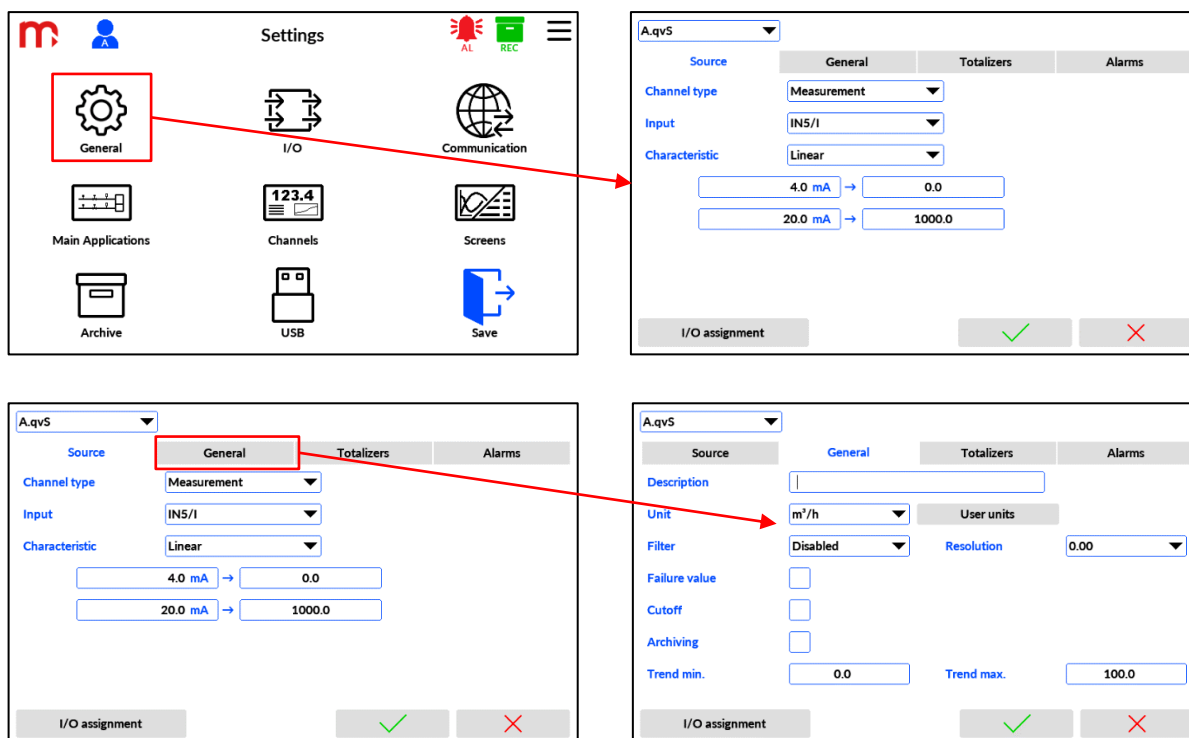 A
Settings
AL
REC
General
I/O
Communication
123.4
Main Applications
Channels
Screens
Archive
USB
Save
A.qvS
Source General Totalizers Alarms
Channel type Measurement
Input IN5/I
Characteristic Linear
4.0 mA → 0.0
20.0 mA → 1000.0
I/O assignment
A.qvS
Source General Totalizers Alarms
Channel type Measurement
Input IN5/I
Characteristic Linear
4.0 mA → 0.0
20.0 mA → 1000.0
I/O assignment
A.qvS
Source General Totalizers Alarms
Description
Unit m³/h User units
Filter Disabled Resolution 0.00
Failure value
Cutoff
Archiving
Trend min. 0.0 Trend max. 100.0
I/O assignment